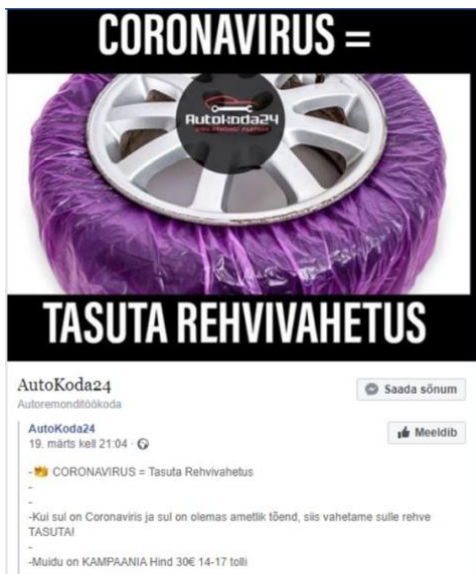 CORONAVIRUS =
AutoKoda24
TASUTA REHVIVAHETUS
AutoKoda24
Saada sõnum
Autoremonditöökoda
AutoKoda24
Meeldib
19. märts kell 21:04 ·
- CORONAVIRUS = Tasuta Rehvivahetus
-
-
-Kui sul on Coronaviris ja sul on olemas ametlik tõend, siis vahetame sulle rehve
TASUTA!
-
-Muidu on KAMPAANIA Hind 30€ 14-17 tolli